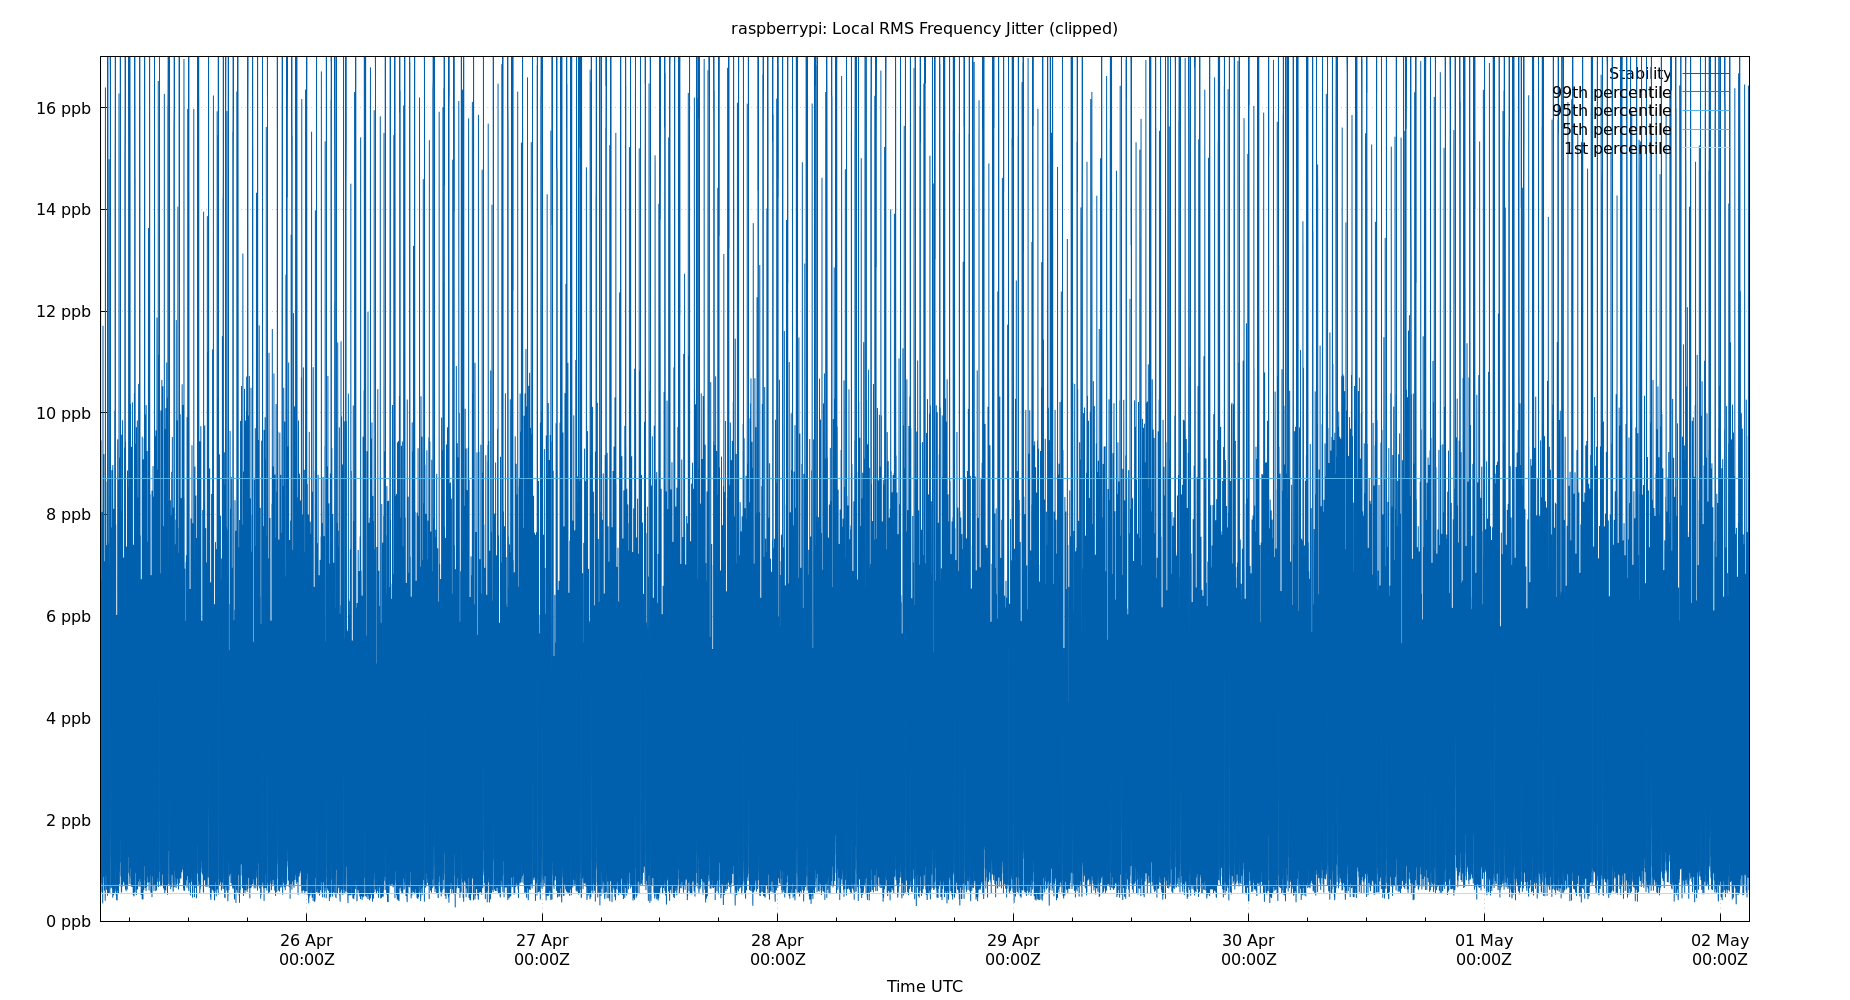 raspberrypi: Local RMS Frequency Jitter (clipped)
Stability
99th percentile
95th percentile
5th percentile
1st percentile
16 ppb
14 ppb
12 ppb
10 ppb
8 ppb
6 ppb
4 ppb
2 ppb
0 ppb
26 Apr 27 Apr 28 Apr 29 Apr 30 Apr 01 May 02 May
00:00Z 00:00Z 00:00Z 00:00Z 00:00Z 00:00Z 00:00Z
Time UTC